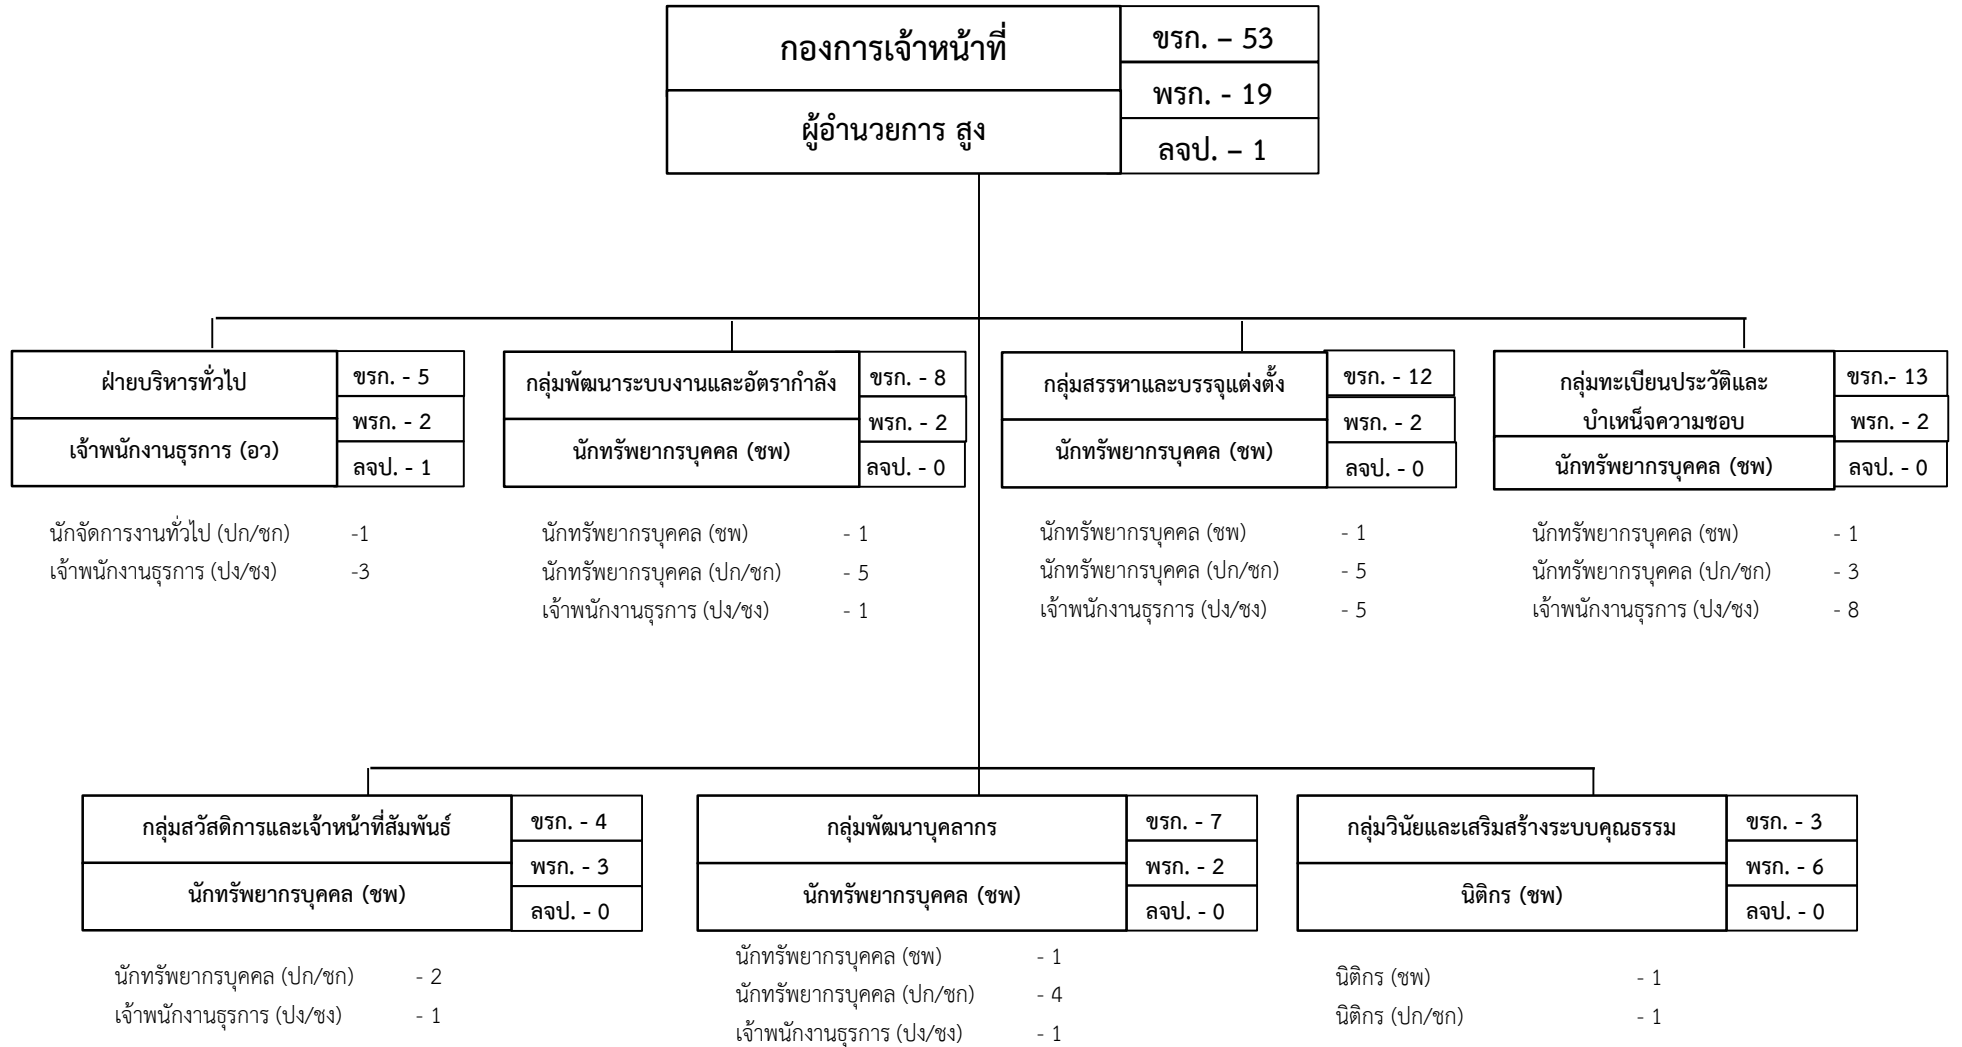 กองการเจ้าหน้าที่
ผู้อำนวยการ สูง
ขรก. – 53
พรก. - 19
ลจป. – 1
ฝ่ายบริหารทั่วไป
เจ้าพนักงานธุรการ (อว)
ขรก. - 5
พรก. - 2
ลจป. - 1
นักจัดการงานทั่วไป (ปก/ชก) -1
เจ้าพนักงานธุรการ (ปง/ชง) -3
กลุ่มพัฒนาระบบงานและอัตรากำลัง
นักทรัพยากรบุคคล (ชพ)
ขรก. - 8
พรก. - 2
ลจป. - 0
นักทรัพยากรบุคคล (ชพ) - 1
นักทรัพยากรบุคคล (ปก/ชก) - 5
เจ้าพนักงานธุรการ (ปง/ชง) - 1
กลุ่มสรรหาและบรรจุแต่งตั้ง
นักทรัพยากรบุคคล (ชพ)
ขรก. - 12
พรก. - 2
ลจป. - 0
นักทรัพยากรบุคคล (ชพ) - 1
นักทรัพยากรบุคคล (ปก/ชก) - 5
เจ้าพนักงานธุรการ (ปง/ชง) - 5
กลุ่มทะเบียนประวัติและ
บำเหน็จความชอบ
นักทรัพยากรบุคคล (ชพ)
ขรก.- 13
พรก. - 2
ลจป. - 0
นักทรัพยากรบุคคล (ชพ) - 1
นักทรัพยากรบุคคล (ปก/ชก) - 3
เจ้าพนักงานธุรการ (ปง/ชง) - 8
กลุ่มสวัสดิการและเจ้าหน้าที่สัมพันธ์
นักทรัพยากรบุคคล (ชพ)
ขรก. - 4
พรก. - 3
ลจป. - 0
นักทรัพยากรบุคคล (ปก/ชก) - 2
เจ้าพนักงานธุรการ (ปง/ชง) - 1
กลุ่มพัฒนาบุคลากร
นักทรัพยากรบุคคล (ชพ)
ขรก. - 7
พรก. - 2
ลจป. - 0
นักทรัพยากรบุคคล (ชพ) - 1
นักทรัพยากรบุคคล (ปก/ชก) - 4
เจ้าพนักงานธุรการ (ปง/ชง) - 1
กลุ่มวินัยและเสริมสร้างระบบคุณธรรม
นิติกร (ชพ)
ขรก. - 3
พรก. - 6
ลจป. - 0
นิติกร (ชพ) - 1
นิติกร (ปก/ชก) - 1